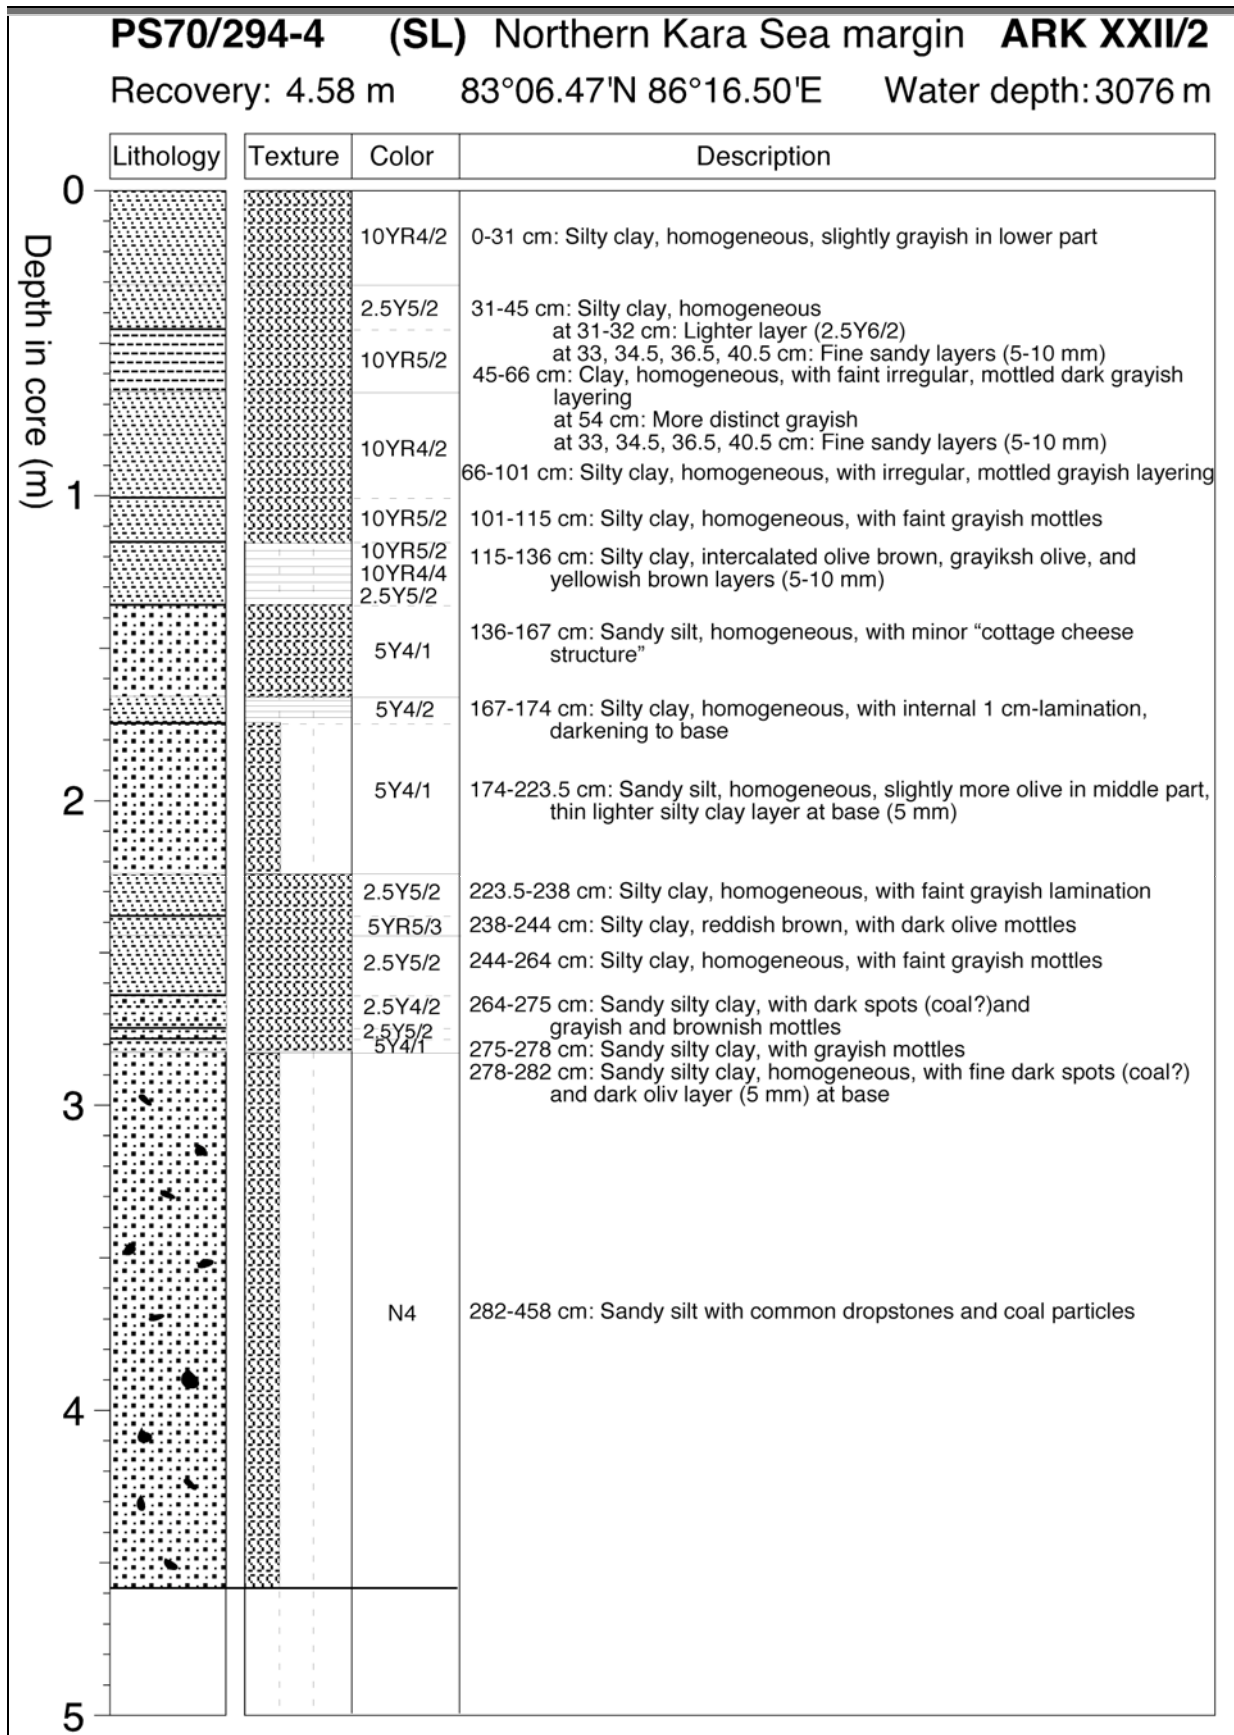 PS70/294-4 (SL) Northern Kara Sea margin ARK XXII/2
Recovery: 4.58 m 83°06.47'N 86°16.50'E Water depth: 3076 m
Lithology Texture Color Description
Depth in core (m)
0
10YR4/2 0-31 cm: Silty clay, homogeneous, slightly grayish in lower part
2.5Y5/2 31-45 cm: Silty clay, homogeneous
at 31-32 cm: Lighter layer (2.5Y6/2)
at 33, 34.5, 36.5, 40.5 cm: Fine sandy layers (5-10 mm)
10YR5/2 45-66 cm: Clay, homogeneous, with faint irregular, mottled dark grayish
layering
at 54 cm: More distinct grayish
at 33, 34.5, 36.5, 40.5 cm: Fine sandy layers (5-10 mm)
10YR4/2 66-101 cm: Silty clay, homogeneous, with irregular, mottled grayish layering
1
10YR5/2 101-115 cm: Silty clay, homogeneous, with faint grayish mottles
10YR5/2 115-136 cm: Silty clay, intercalated olive brown, grayiksh olive, and
10YR4/4 yellowish brown layers (5-10 mm)
2.5Y5/2
136-167 cm: Sandy silt, homogeneous, with minor “cottage cheese
5Y4/1 structure”
5Y4/2 167-174 cm: Silty clay, homogeneous, with internal 1 cm-lamination,
darkening to base
2
5Y4/1 174-223.5 cm: Sandy silt, homogeneous, slightly more olive in middle part,
thin lighter silty clay layer at base (5 mm)
2.5Y5/2 223.5-238 cm: Silty clay, homogeneous, with faint grayish lamination
5YR5/3 238-244 cm: Silty clay, reddish brown, with dark olive mottles
2.5Y5/2 244-264 cm: Silty clay, homogeneous, with faint grayish mottles
2.5Y4/2 264-275 cm: Sandy silty clay, with dark spots (coal?)and
2.5Y5/2 grayish and brownish mottles
5Y4/1 275-278 cm: Sandy silty clay, with grayish mottles
278-282 cm: Sandy silty clay, homogeneous, with fine dark spots (coal?)
and dark oliv layer (5 mm) at base
3
N4 282-458 cm: Sandy silt with common dropstones and coal particles
4
5